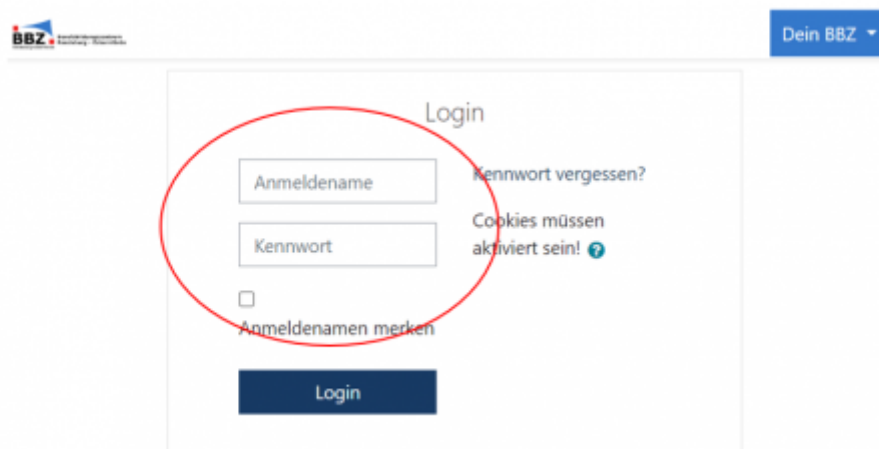 BBZ
Dein BBZ
Login
Anmeldename
Kennwort vergessen?
Cookies müssen
aktiviert sein! ?
Kennwort
Anmeldenamen merken
Login